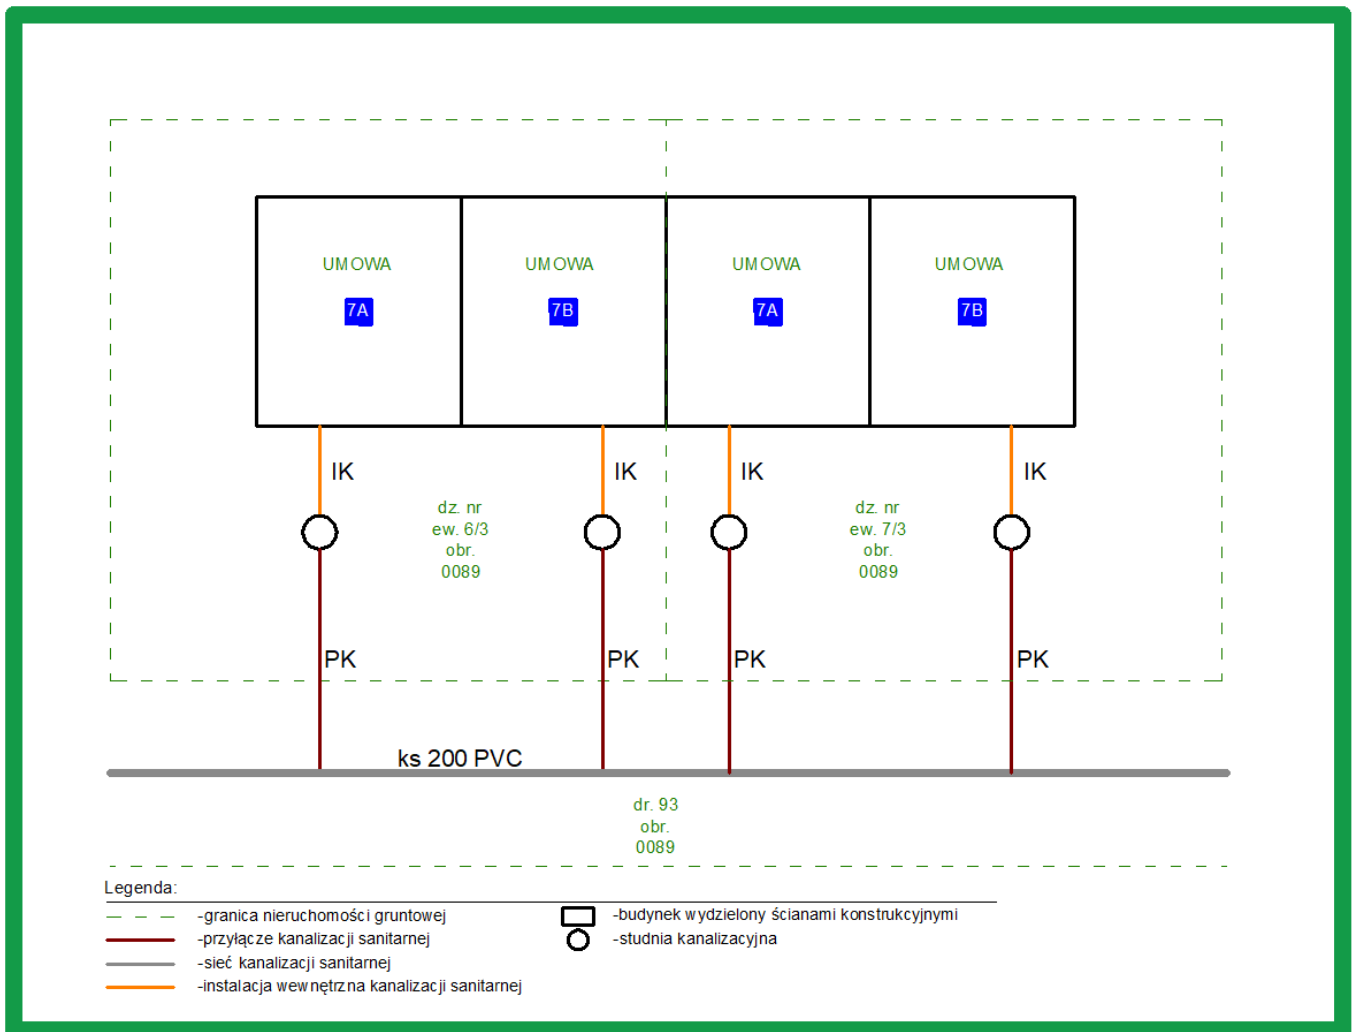 UMOWA UMOWA UMOWA UMOWA
7A 7B 7A 7B
IK IK IK IK
dz. nr
ew. 6/3
obr.
0089
dz. nr
ew. 7/3
obr.
0089
PK PK PK PK
ks 200 PVC
dr. 93
obr.
0089
Legenda:
-granica nieruchomości gruntowej
-przyłącze kanalizacji sanitarnej
-sieć kanalizacji sanitarnej
-instalacja wewnętrzna kanalizacji sanitarnej
-budynek wydzielony ścianami konstrukcyjnymi
-studnia kanalizacyjna